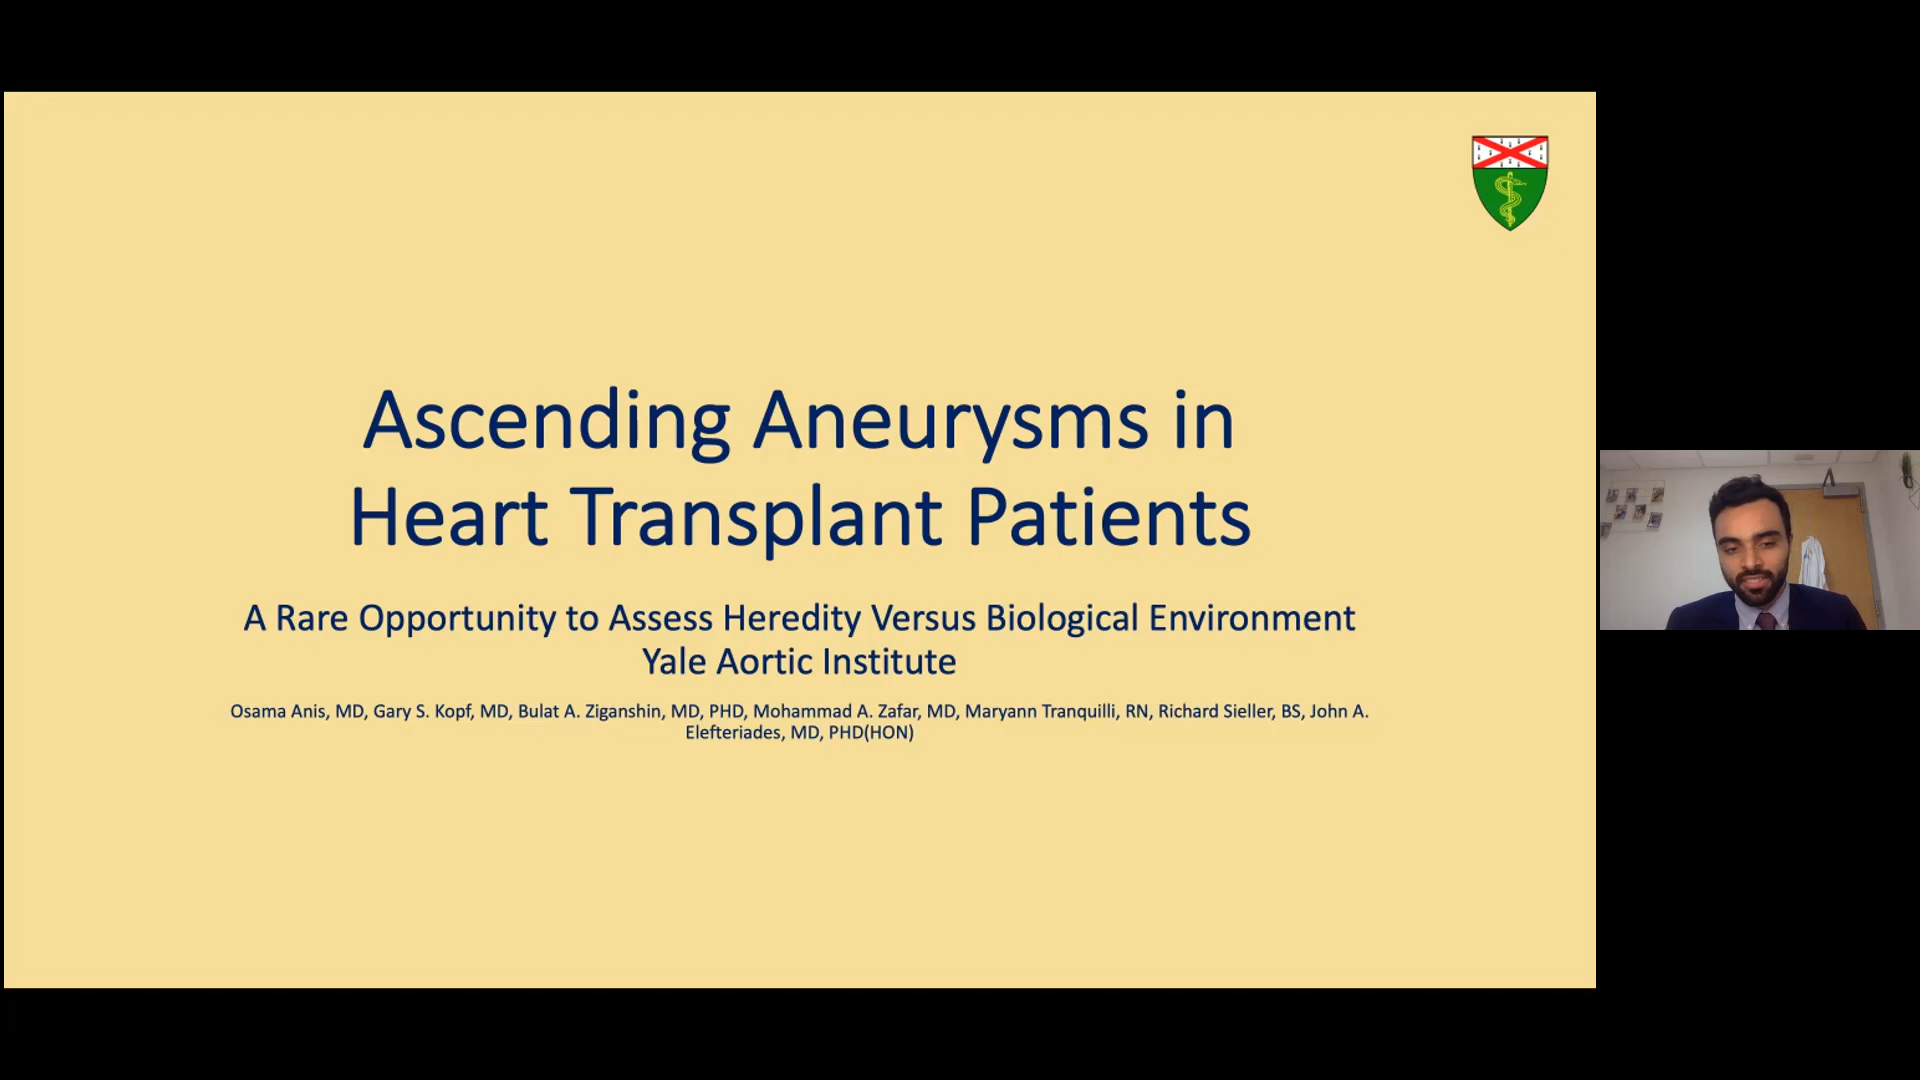 Ascending Aneurysms in
Heart Transplant Patients
A Rare Opportunity to Assess Heredity Versus Biological Environment
Yale Aortic Institute
Osama Anis, MD, Gary S. Kopf, MD, Bulat A. Ziganshin, MD, PHD, Mohammad A. Zafar, MD, Maryann Tranquilli, RN, Richard Sieller, BS, John A.
Elefteriades, MD, PHD(HON)